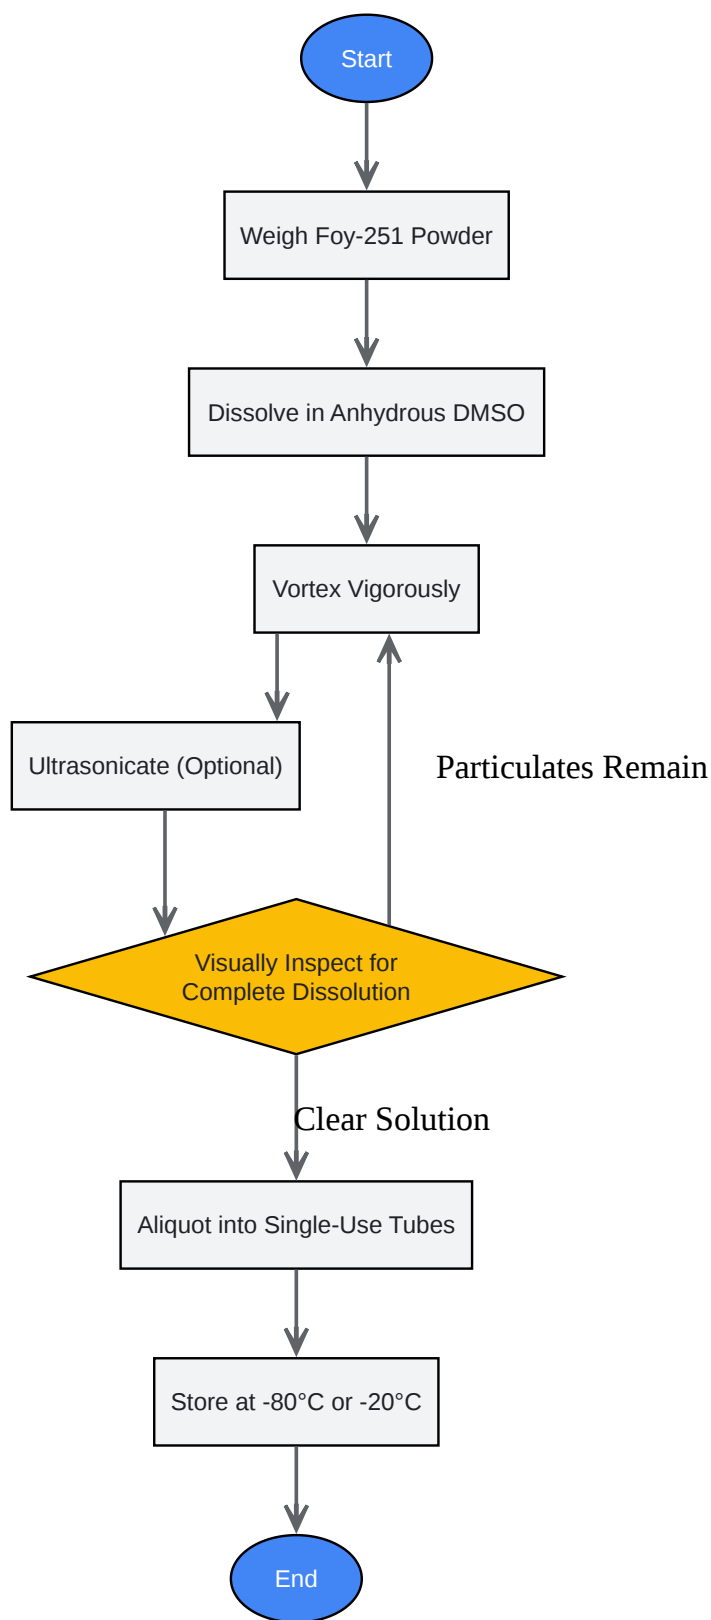 Start
Weigh Foy-251 Powder
Dissolve in Anhydrous DMSO
Vortex Vigorously
Ultrasonicate (Optional)
Particulates Remain
Visually Inspect for
Complete Dissolution
Clear Solution
Aliquot into Single-Use Tubes
Store at -80°C or -20°C
End